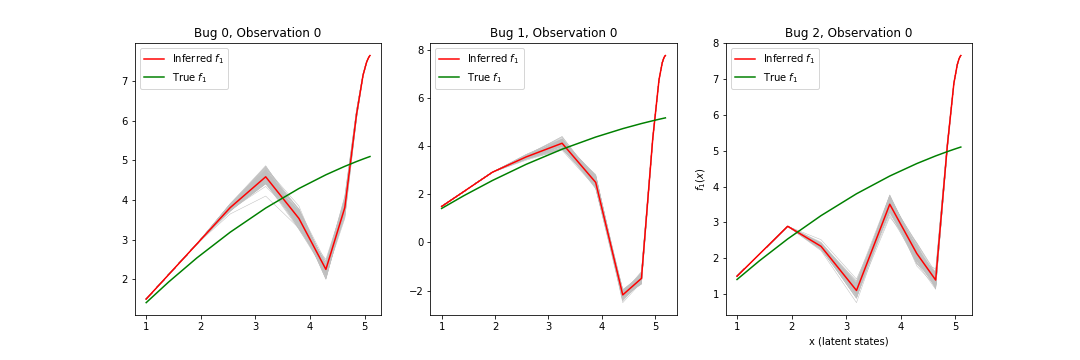 Bug 0, Observation 0
Inferred f₁
True f₁
7
6
5
4
3
2
1 2 3 4 5
Bug 1, Observation 0
Inferred f₁
True f₁
8
6
4
2
0
−2
1 2 3 4 5
Bug 2, Observation 0
Inferred f₁
True f₁
f₁(x)
8
7
6
5
4
3
2
1
1 2 3 4 5
x (latent states)